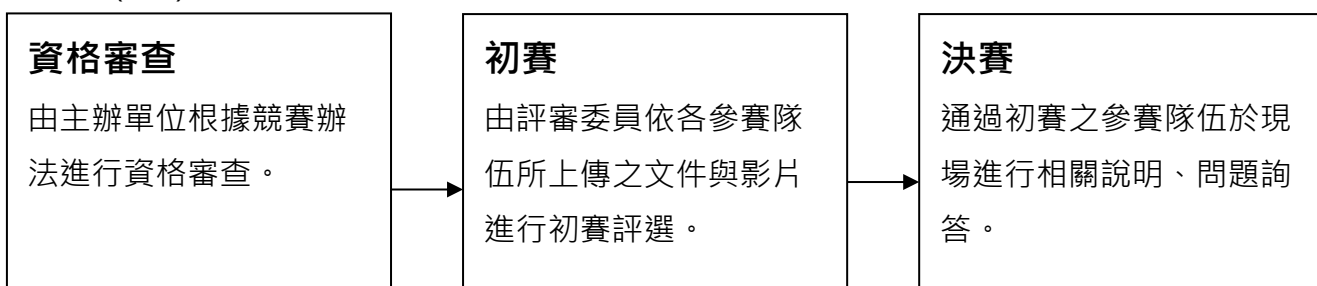 資格審查
由主辦單位根據競賽辦
法進行資格審查。
初賽
由評審委員依各參賽隊
伍所上傳之文件與影片
進行初賽評選。
決賽
通過初賽之參賽隊伍於現
場進行相關說明、問題詢
答。